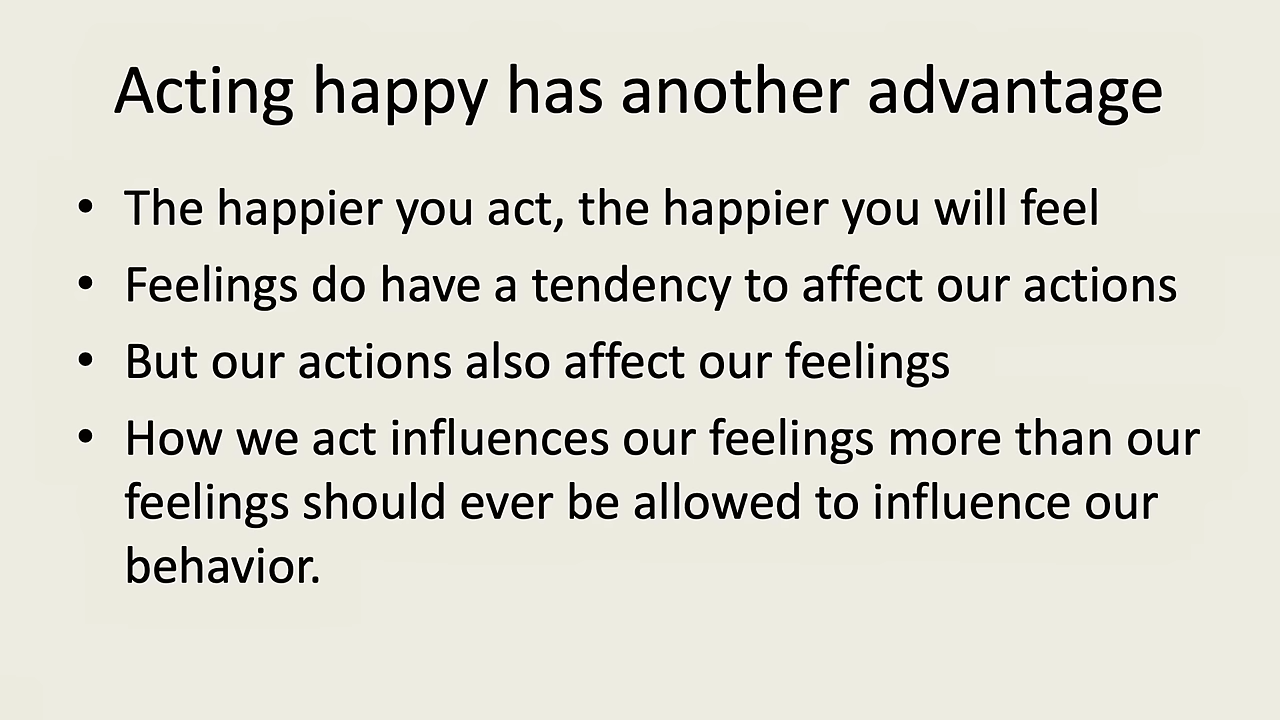 Acting happy has another advantage
• The happier you act, the happier you will feel
• Feelings do have a tendency to affect our actions
• But our actions also affect our feelings
• How we act influences our feelings more than our
feelings should ever be allowed to influence our
behavior.